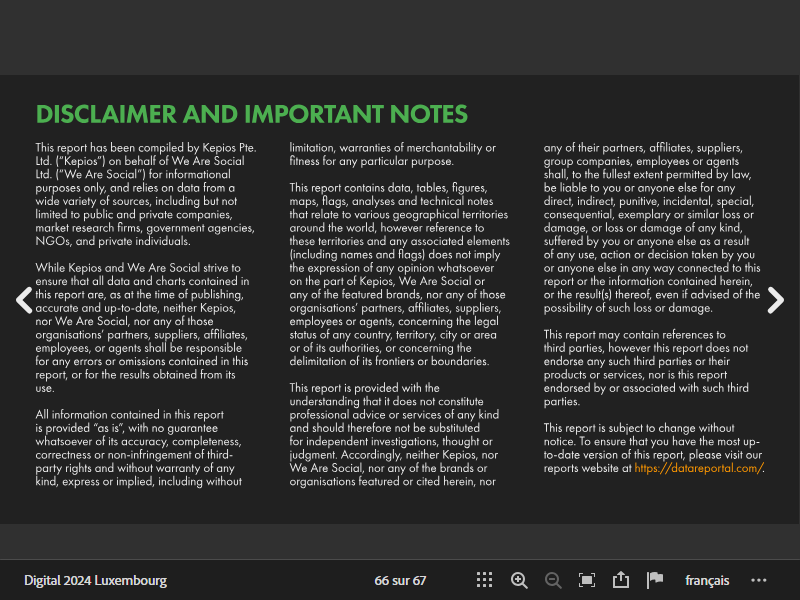 DISCLAIMER AND IMPORTANT NOTES
This report has been compiled by Kepios Pte.
Ltd. (“Kepios”) on behalf of We Are Social
Ltd. (“We Are Social”) for informational
purposes only, and relies on data from a
wide variety of sources, including but not
limited to public and private companies,
market research firms, government agencies,
NGOs, and private individuals.
While Kepios and We Are Social strive to
ensure that all data and charts contained in
this report are, as at the time of publishing,
accurate and up-to-date, neither Kepios,
nor We Are Social, nor any of those
organisations’ partners, suppliers, affiliates,
employees, or agents shall be responsible
for any errors or omissions contained in this
report, or for the results obtained from its
use.
All information contained in this report
is provided “as is”, with no guarantee
whatsoever of its accuracy, completeness,
correctness or non-infringement of third-
party rights and without warranty of any
kind, express or implied, including without
limitation, warranties of merchantability or
fitness for any particular purpose.
This report contains data, tables, figures,
maps, flags, analyses and technical notes
that relate to various geographical territories
around the world, however reference to
these territories and any associated elements
(including names and flags) does not imply
the expression of any opinion whatsoever
on the part of Kepios, We Are Social or
any of the featured brands, nor any of those
organisations’ partners, affiliates, suppliers,
employees or agents, concerning the legal
status of any country, territory, city or area
or of its authorities, or concerning the
delimitation of its frontiers or boundaries.
This report is provided with the
understanding that it does not constitute
professional advice or services of any kind
and should therefore not be substituted
for independent investigations, thought or
judgment. Accordingly, neither Kepios, nor
We Are Social, nor any of the brands or
organisations featured or cited herein, nor
any of their partners, affiliates, suppliers,
group companies, employees or agents
shall, to the fullest extent permitted by law,
be liable to you or anyone else for any
direct, indirect, punitive, incidental, special,
consequential, exemplary or similar loss or
damage, or loss or damage of any kind,
suffered by you or anyone else as a result
of any use, action or decision taken by you
or anyone else in any way connected to this
report or the information contained herein,
or the result(s) thereof, even if advised of the
possibility of such loss or damage.
This report may contain references to
third parties, however this report does not
endorse any such third parties or their
products or services, nor is this report
endorsed by or associated with such third
parties.
This report is subject to change without
notice. To ensure that you have the most up-
to-date version of this report, please visit our
reports website at https://datareportal.com/.
Digital 2024 Luxembourg
66 sur 67
français